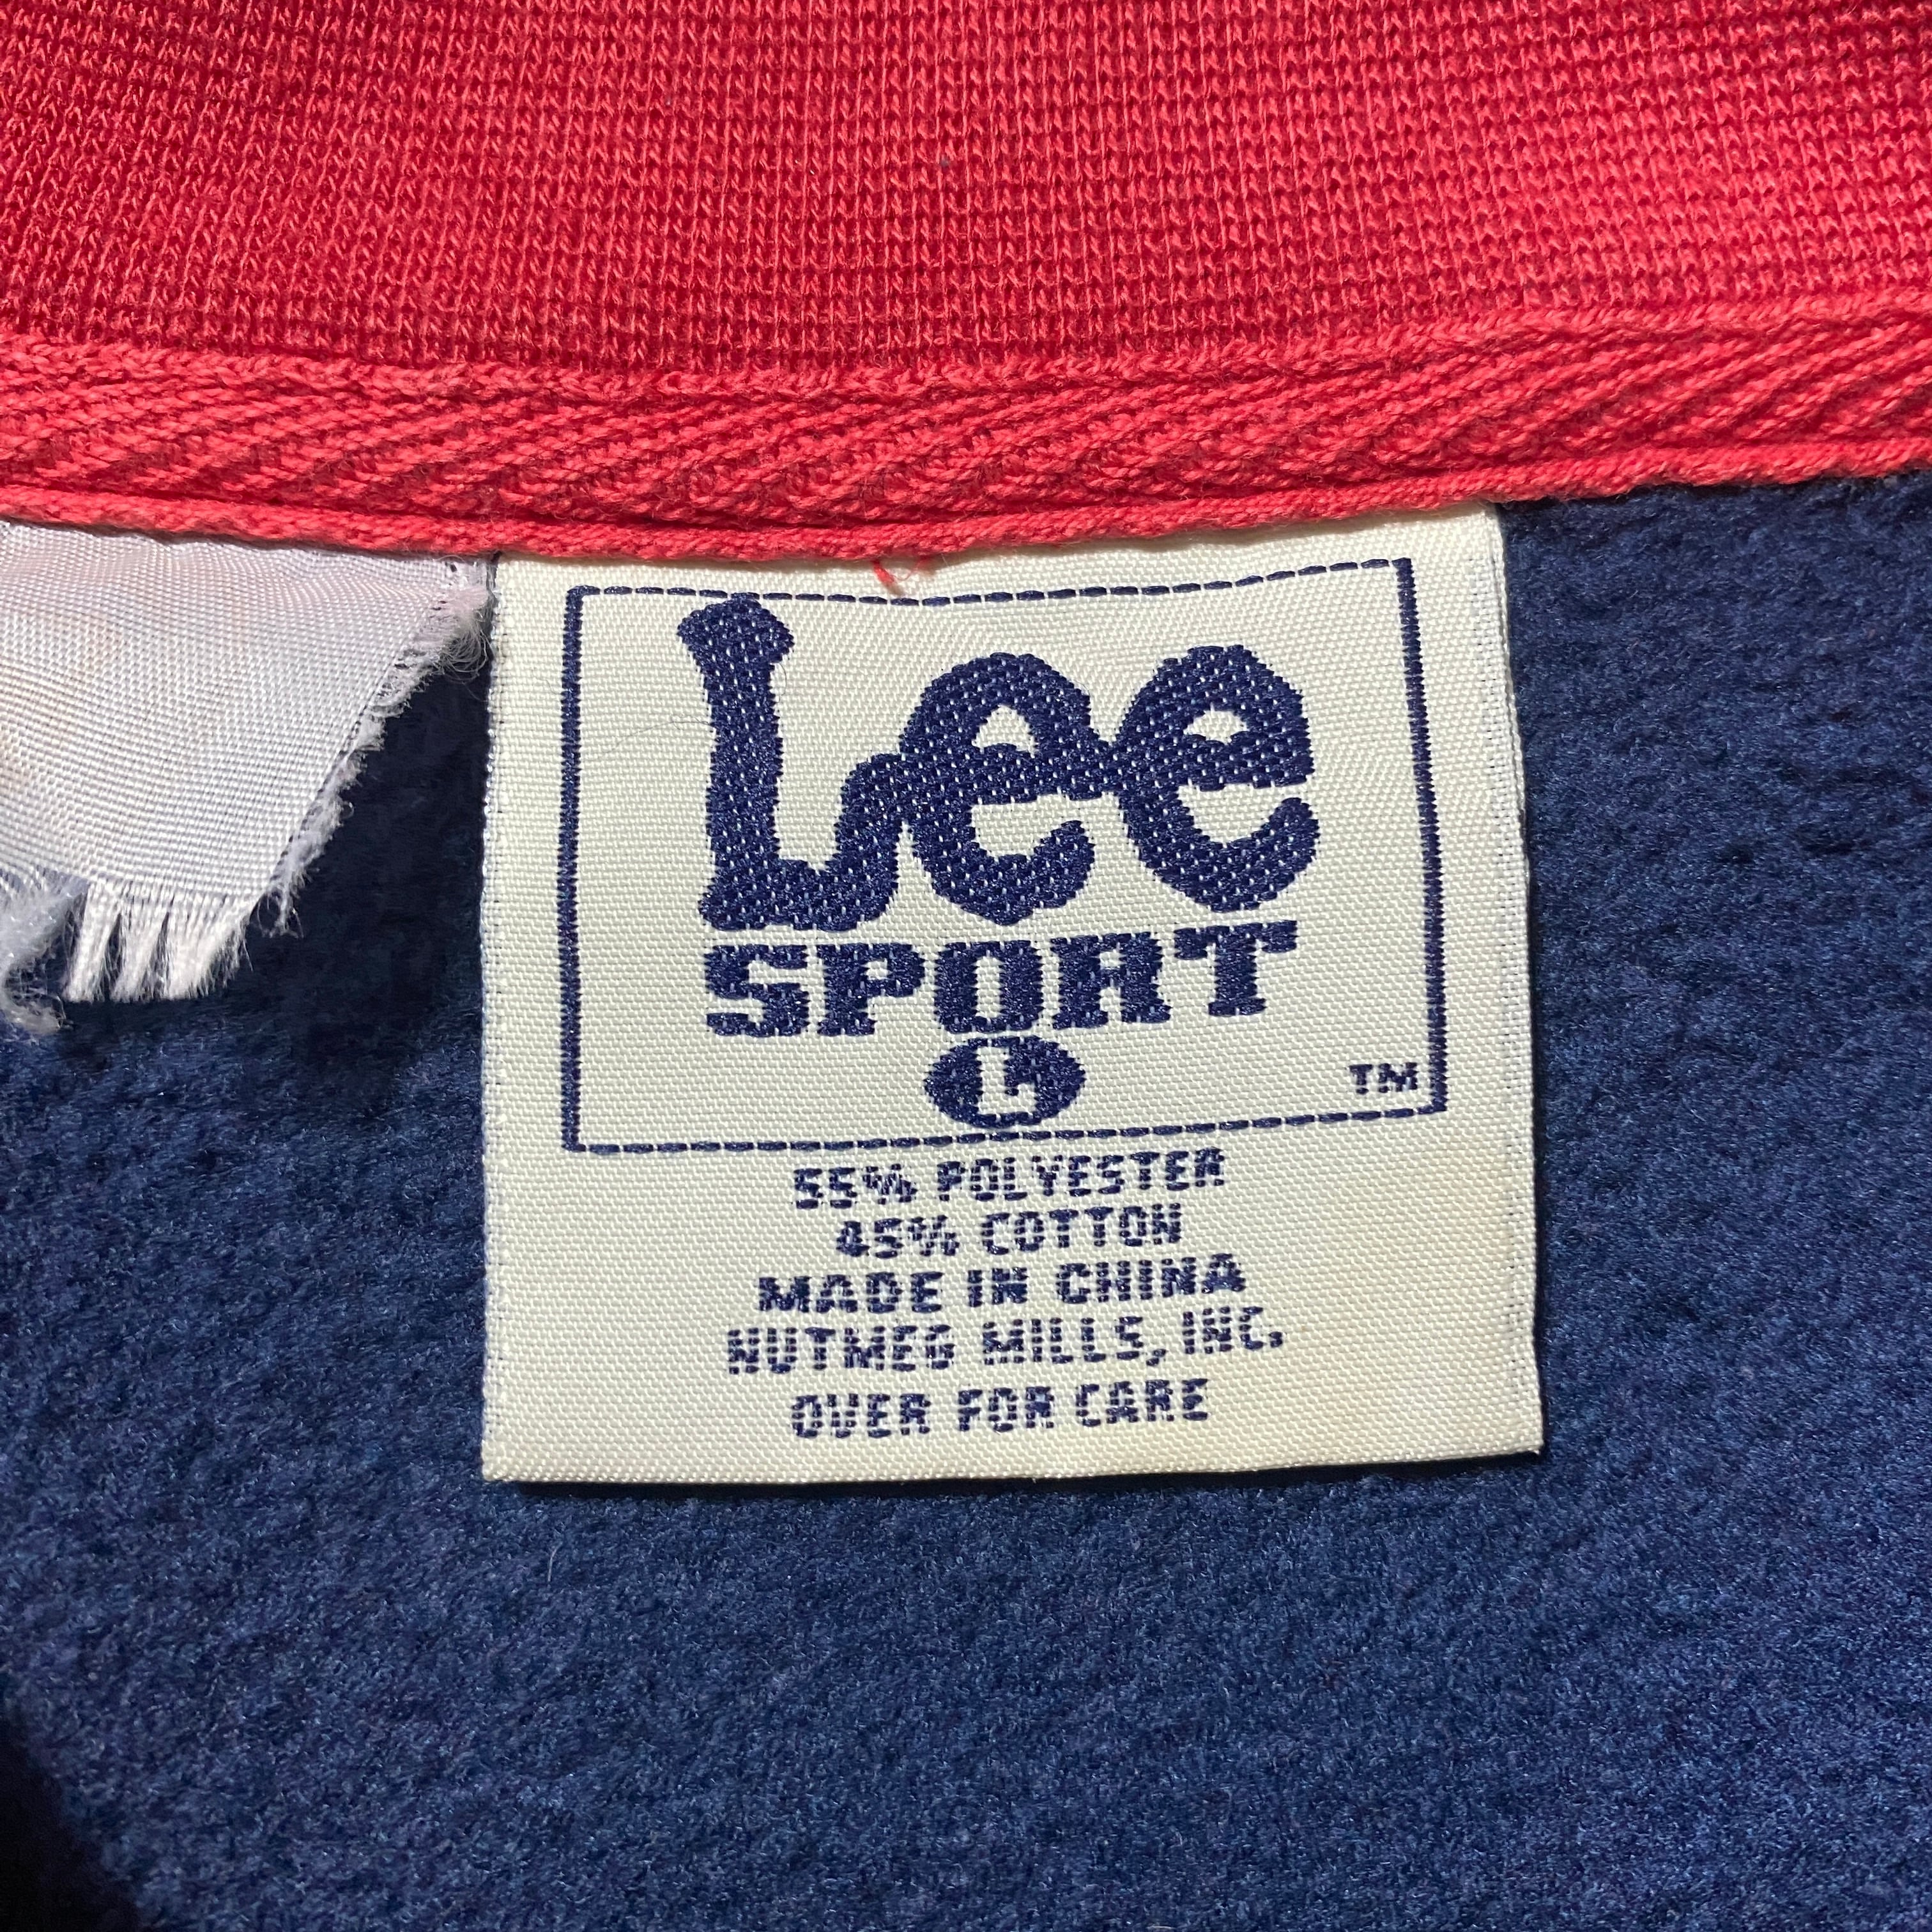 Lee
SPORT
L
TM
55% POLYESTER
45% COTTON
MADE IN CHINA
NUTMEG MILLS, INC.
OVER FOR CARE